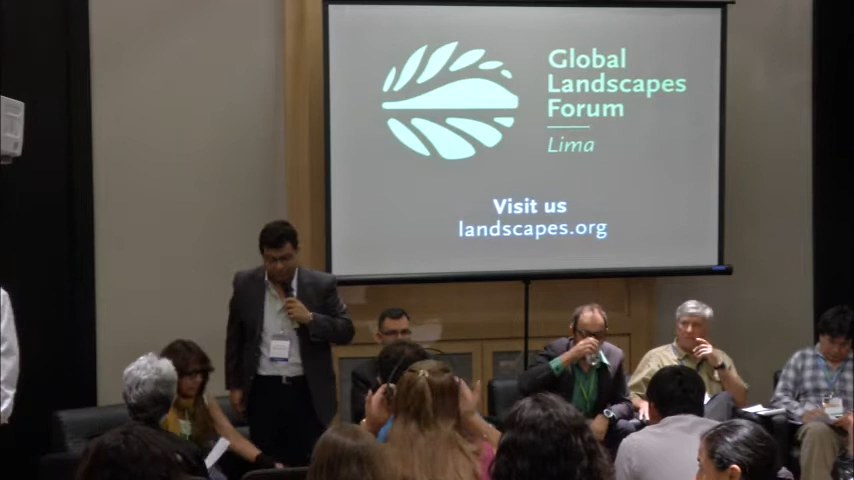 Global
Landscapes
Forum
Lima
Visit us
landscapes.org